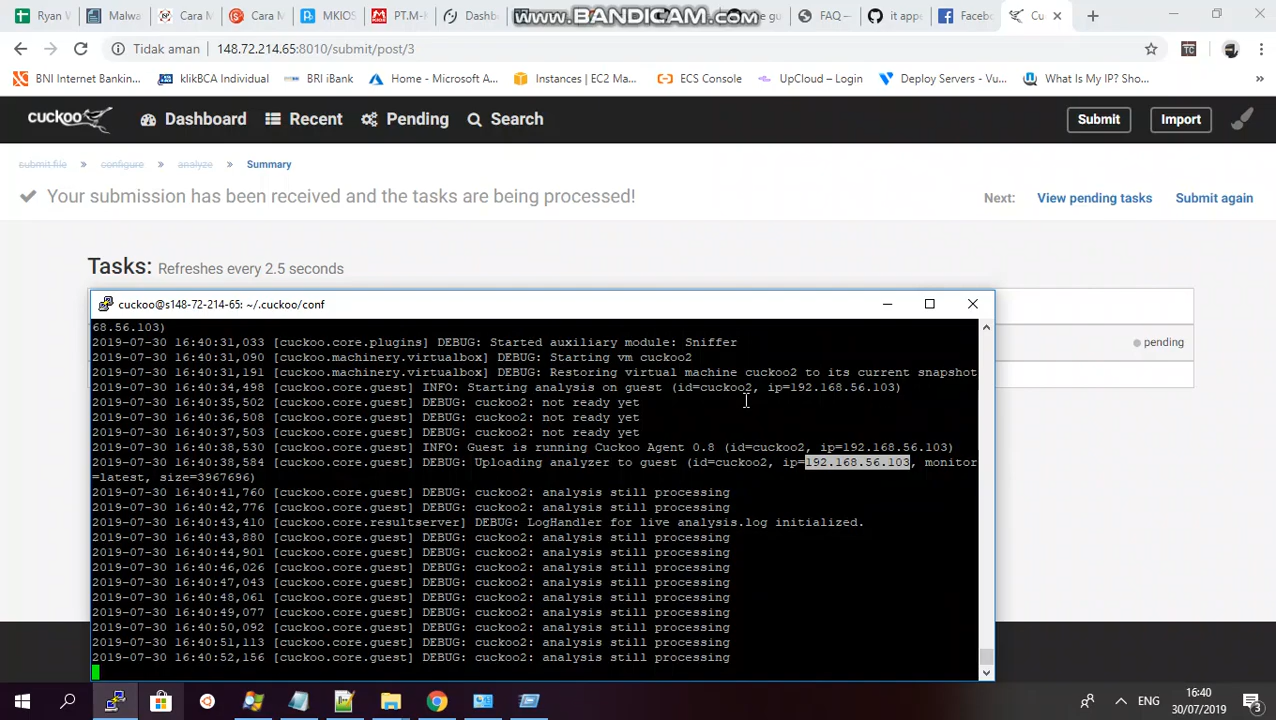 Ryan V
Malwa
Cara M
Cara M
MKIOS
PT.M-
Dashb
www.BANDICAM.com
gu
FAQ –
it app
Facebo
Cu
Tidak aman
148.72.214.65:8010/submit/post/3
BNI Internet Bankin...
klikBCA Individual
BRI iBank
Home - Microsoft A...
Instances | EC2 Ma...
ECS Console
UpCloud – Login
Deploy Servers - Vu...
What Is My IP? Sho...
cuckoo
Dashboard
Recent
Pending
Search
Submit
Import
submit file » configure » analyze » Summary
Your submission has been received and the tasks are being processed!
Next: View pending tasks Submit again
Tasks: Refreshes every 2.5 seconds
pending
cuckoo@s148-72-214-65: ~/.cuckoo/conf
68.56.103)
2019-07-30 16:40:31,033 [cuckoo.core.plugins] DEBUG: Started auxiliary module: Sniffer
2019-07-30 16:40:31,090 [cuckoo.machinery.virtualbox] DEBUG: Starting vm cuckoo2
2019-07-30 16:40:31,191 [cuckoo.machinery.virtualbox] DEBUG: Restoring virtual machine cuckoo2 to its current snapshot
2019-07-30 16:40:34,498 [cuckoo.core.guest] INFO: Starting analysis on guest (id=cuckoo2, ip=192.168.56.103)
2019-07-30 16:40:35,502 [cuckoo.core.guest] DEBUG: cuckoo2: not ready yet
2019-07-30 16:40:36,508 [cuckoo.core.guest] DEBUG: cuckoo2: not ready yet
2019-07-30 16:40:37,503 [cuckoo.core.guest] DEBUG: cuckoo2: not ready yet
2019-07-30 16:40:38,530 [cuckoo.core.guest] INFO: Guest is running Cuckoo Agent 0.8 (id=cuckoo2, ip=192.168.56.103)
2019-07-30 16:40:38,584 [cuckoo.core.guest] DEBUG: Uploading analyzer to guest (id=cuckoo2, ip=192.168.56.103, monitor
=latest, size=3967696)
2019-07-30 16:40:41,760 [cuckoo.core.guest] DEBUG: cuckoo2: analysis still processing
2019-07-30 16:40:42,776 [cuckoo.core.guest] DEBUG: cuckoo2: analysis still processing
2019-07-30 16:40:43,410 [cuckoo.core.resultserver] DEBUG: LogHandler for live analysis.log initialized.
2019-07-30 16:40:43,880 [cuckoo.core.guest] DEBUG: cuckoo2: analysis still processing
2019-07-30 16:40:44,901 [cuckoo.core.guest] DEBUG: cuckoo2: analysis still processing
2019-07-30 16:40:46,026 [cuckoo.core.guest] DEBUG: cuckoo2: analysis still processing
2019-07-30 16:40:47,043 [cuckoo.core.guest] DEBUG: cuckoo2: analysis still processing
2019-07-30 16:40:48,061 [cuckoo.core.guest] DEBUG: cuckoo2: analysis still processing
2019-07-30 16:40:49,077 [cuckoo.core.guest] DEBUG: cuckoo2: analysis still processing
2019-07-30 16:40:50,092 [cuckoo.core.guest] DEBUG: cuckoo2: analysis still processing
2019-07-30 16:40:51,113 [cuckoo.core.guest] DEBUG: cuckoo2: analysis still processing
2019-07-30 16:40:52,156 [cuckoo.core.guest] DEBUG: cuckoo2: analysis still processing
ENG
16:40
30/07/2019
3